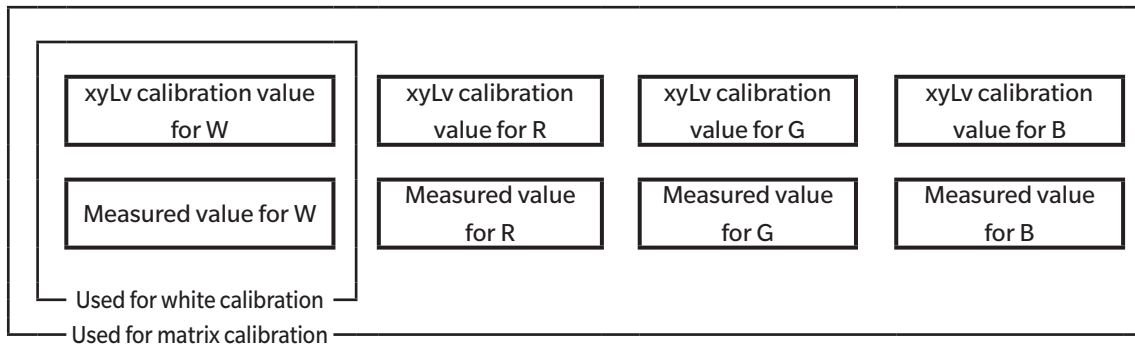 xyLv calibration value
for W
xyLv calibration
value for R
xyLv calibration
value for G
xyLv calibration
value for B
Measured value for W
Measured value
for R
Measured value
for G
Measured value
for B
Used for white calibration
Used for matrix calibration